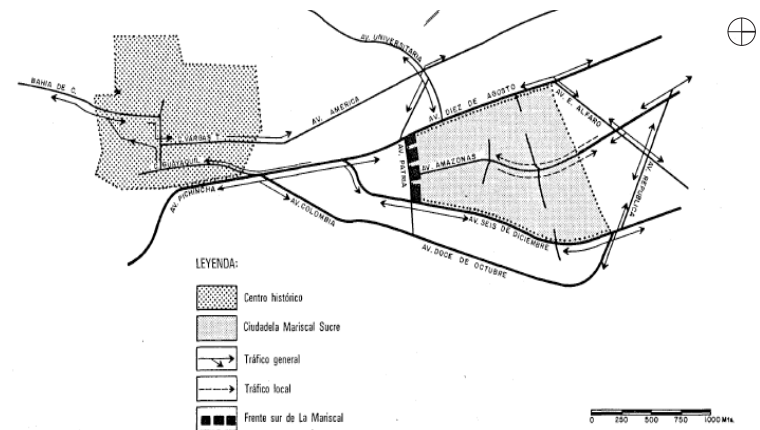 AV. UNIVERSITARIA
BAHIA DE C.
AV. AMERICA
AV. DIEZ DE AGOSTO
AV. E. ALFARO
VARGAS T.
GUAYAQUIL
AV. PATRIA
AV. AMAZONAS
AV. REPUBLICA
AV. PICHINCHA
AV. COLOMBIA
AV. SEIS DE DICIEMBRE
AV. DOCE DE OCTUBRE
LEYENDA:
Centro histórico
Ciudadela Mariscal Sucre
Tráfico general
Tráfico local
Frente sur de La Mariscal
0 250 500 750 1000 Mts.